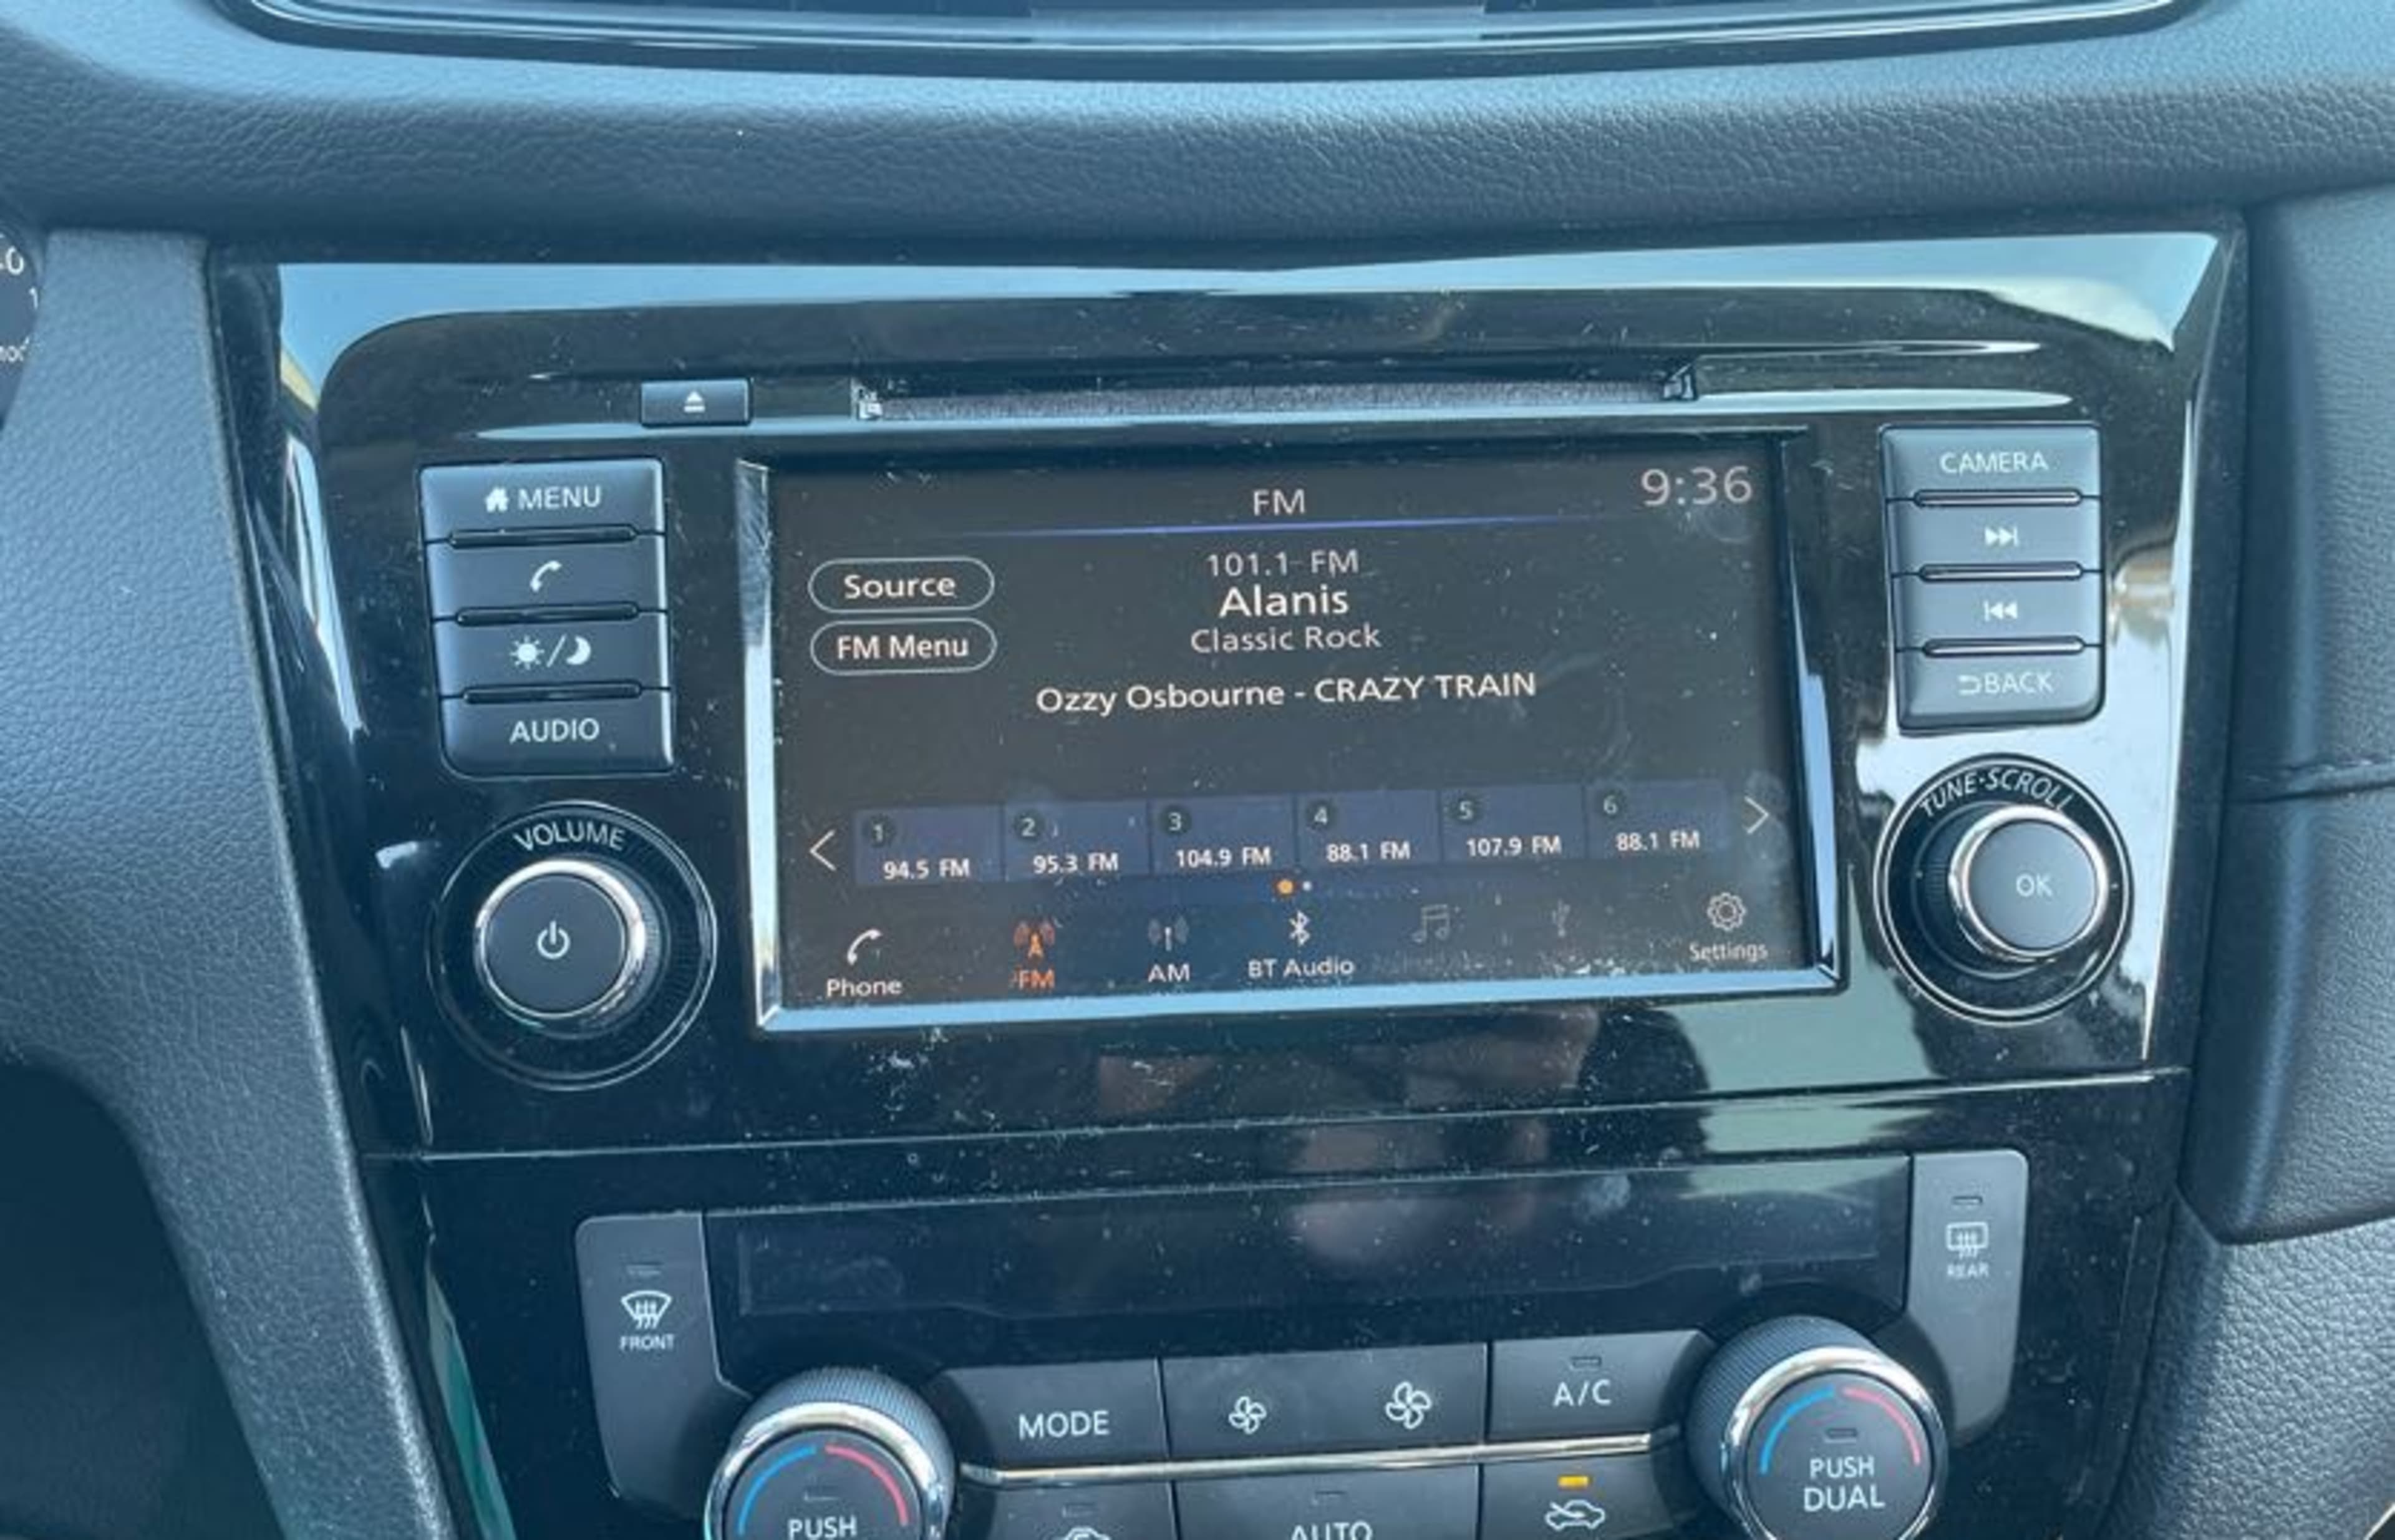 MENU
AUDIO
VOLUME
FM
9:36
Source
FM Menu
101.1 FM
Alanis
Classic Rock
Ozzy Osbourne - CRAZY TRAIN
1 2 3 4 5 6
94.5 FM 95.3 FM 104.9 FM 88.1 FM 107.9 FM 88.1 FM
Phone FM AM BT Audio Settings
CAMERA
BACK
TUNE·SCROLL
OK
FRONT
REAR
MODE
A/C
PUSH
AUTO
PUSH
DUAL